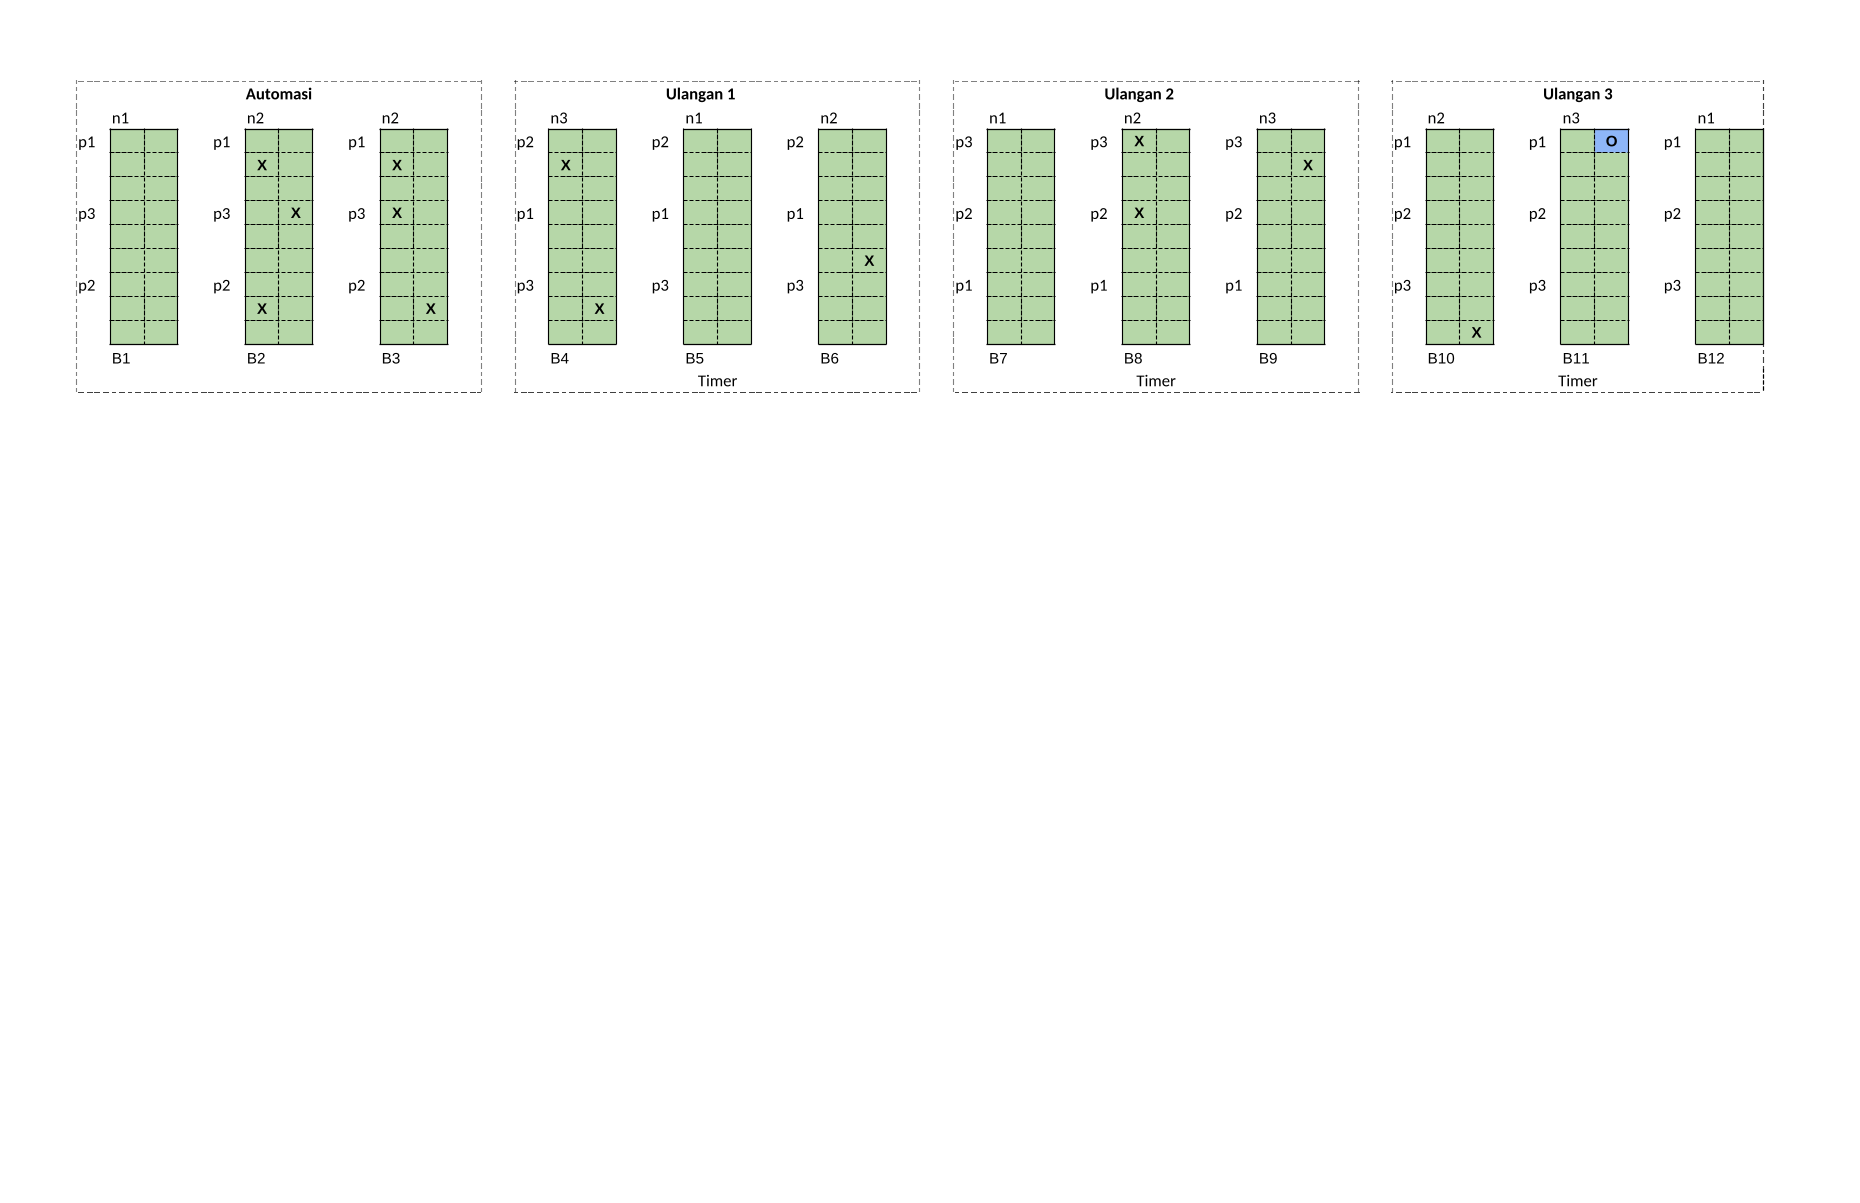 Automasi Ulangan 1 Ulangan 2 Ulangan 3
n1 n2 n2 n3 n1 n2 n1 n2 n3 n2 n3 n1
p1 p1 p1 p2 p2 p2 p3 p3 X p3 p1 p1 O p1
X X X X
p3 p3 X p3 X p1 p1 p1 p2 p2 X p2 p2 p2 p2
X
p2 p2 p2 p3 p3 p3 p1 p1 p1 p3 p3 p3
X X X
X
B1 B2 B3 B4 B5 B6 B7 B8 B9 B10 B11 B12
Timer Timer Timer